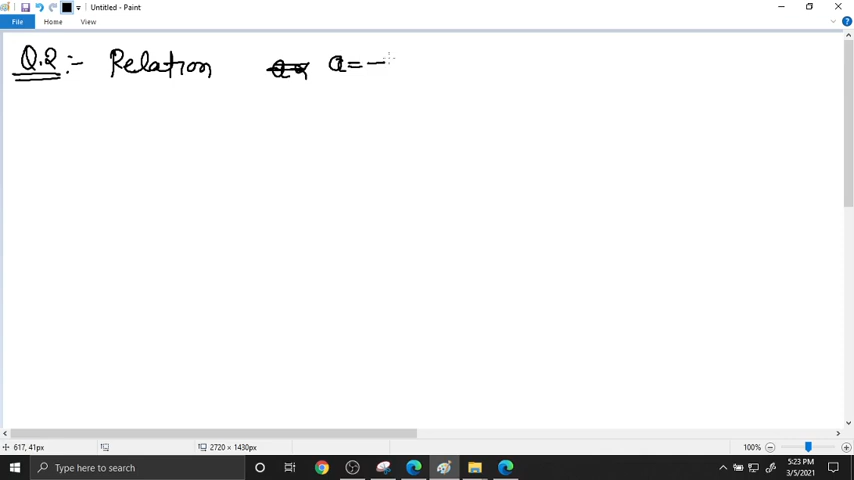 Untitled - Paint
File Home View
Q.2 :- Relation a = -
617, 41px 2720 × 1430px 100%
Type here to search
5:23 PM
3/5/2021